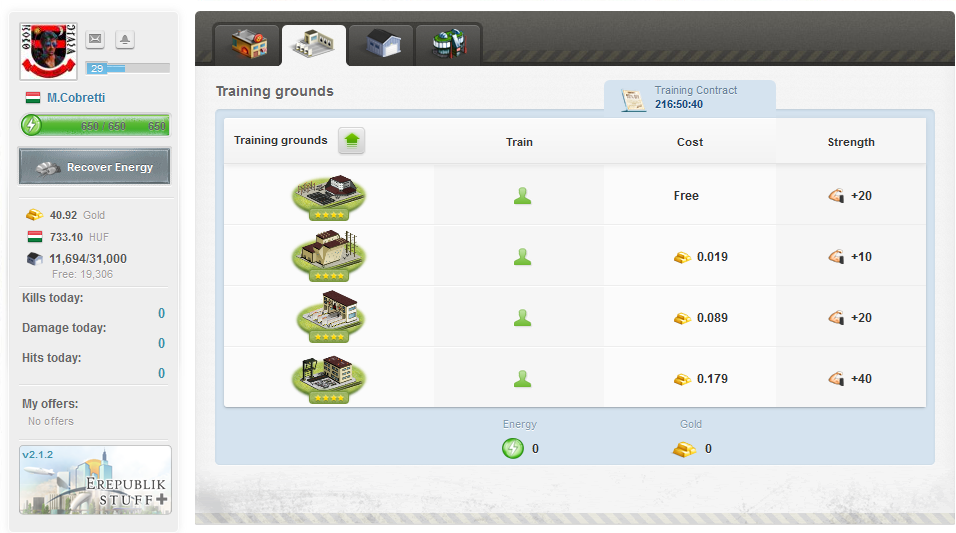 29
M.Cobretti
650 / 650 650
Recover Energy
40.92 Gold
733.10 HUF
11,694/31,000
Free: 19,306
Kills today:
0
Damage today:
0
Hits today:
0
My offers:
No offers
v2.1.2
EREPUBLIK
STUFF+
Training grounds
Training Contract
216:50:40
Training grounds Train Cost Strength
Free +20
0.019 +10
0.089 +20
0.179 +40
Energy Gold
0 0